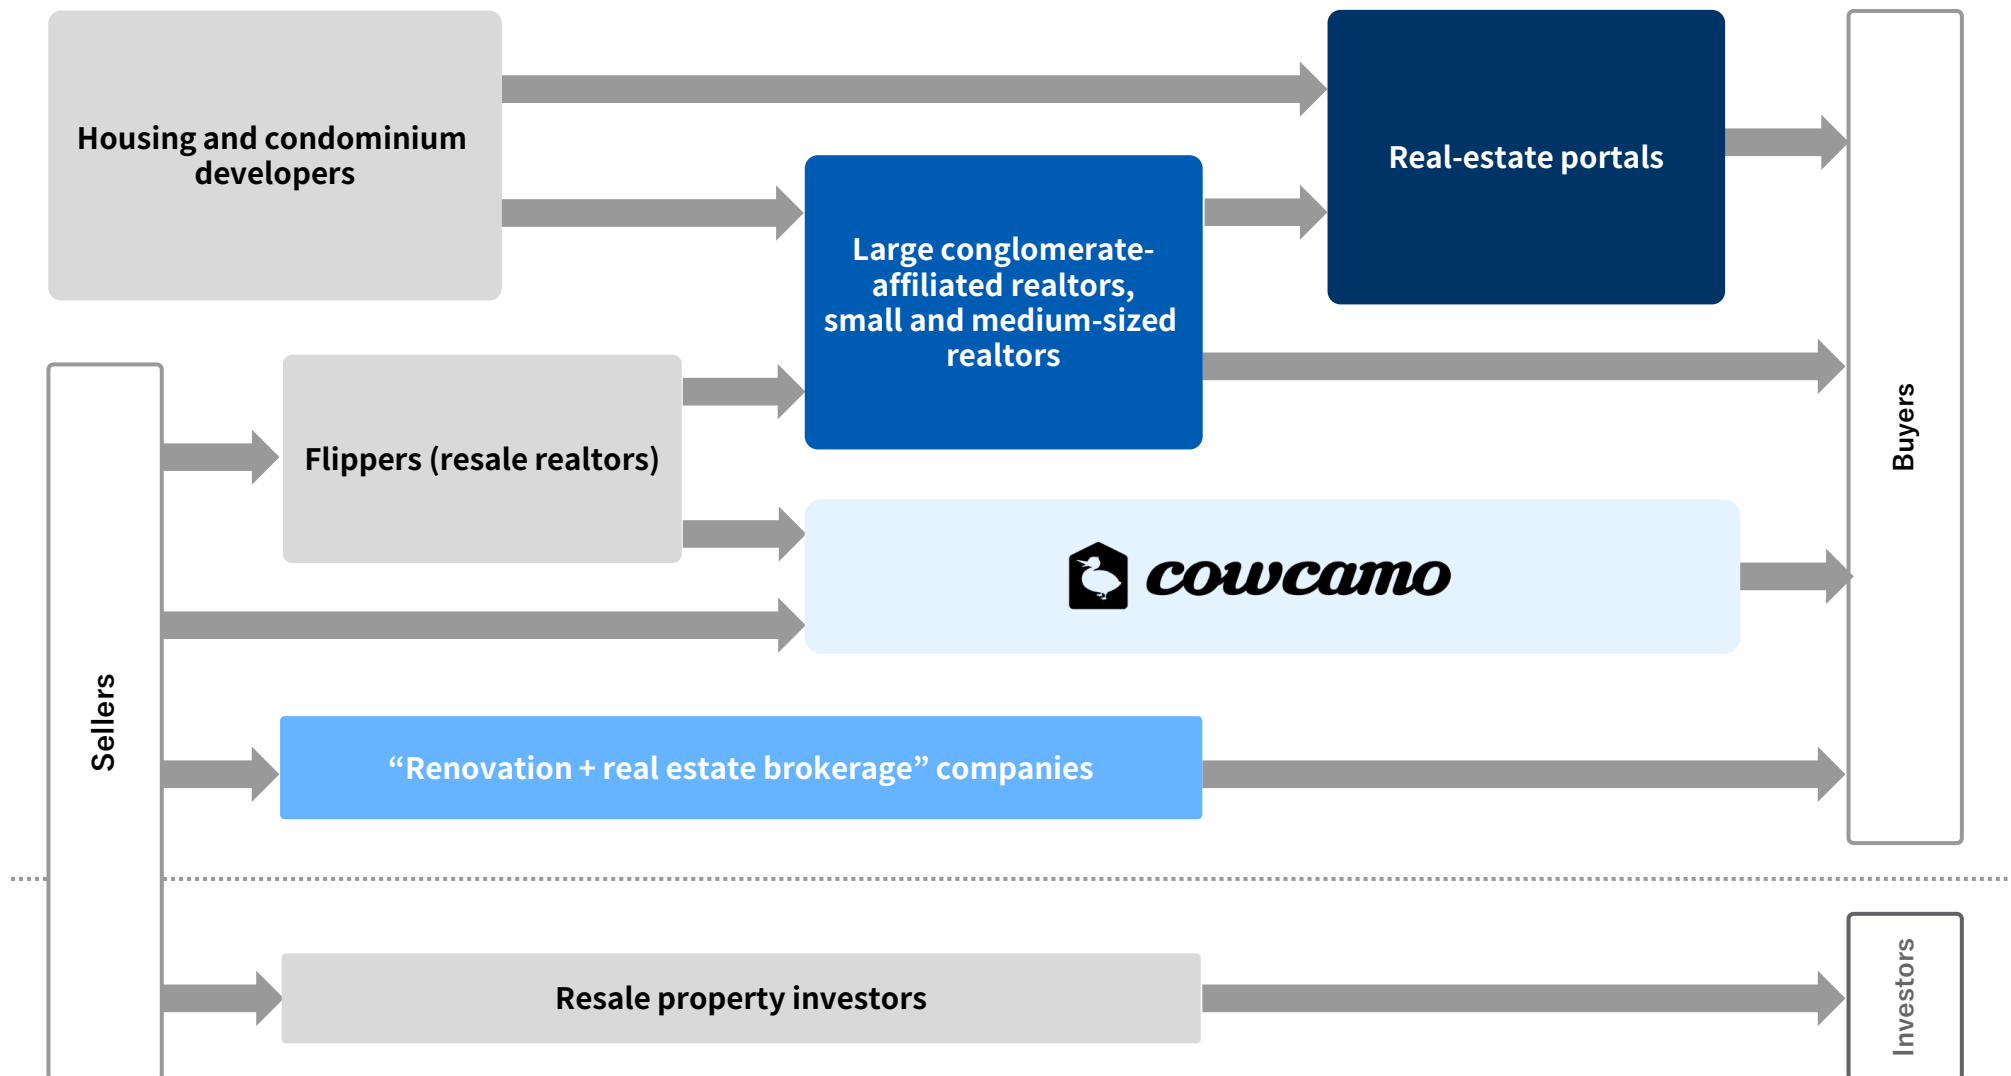 Housing and condominium
developers
Real-estate portals
Large conglomerate-
affiliated realtors,
small and medium-sized
realtors
Buyers
Flippers (resale realtors)
cowcamo
Sellers
“Renovation + real estate brokerage” companies
Resale property investors
Investors